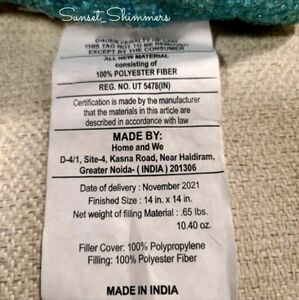 Sunset_Shimmers
UNDER PENALTY OF LAW
THIS TAG NOT TO BE REMOVED
EXCEPT BY THE CONSUMER
ALL NEW MATERIAL
consisting of
100% POLYESTER FIBER
REG. NO. UT 5478(IN)
Certification is made by the manufacturer
that the materials in this article are
described in accordance with law
MADE BY:
Home and We
D-4/1, Site-4, Kasna Road, Near Haldiram,
Greater Noida- ( INDIA ) 201306
Date of delivery : November 2021
Finished Size : 14 in x 14 in.
Net weight of filling Material : .65 lbs.
10.40 oz.
Filler Cover: 100% Polypropylene
Filling: 100% Polyester Fiber
MADE IN INDIA